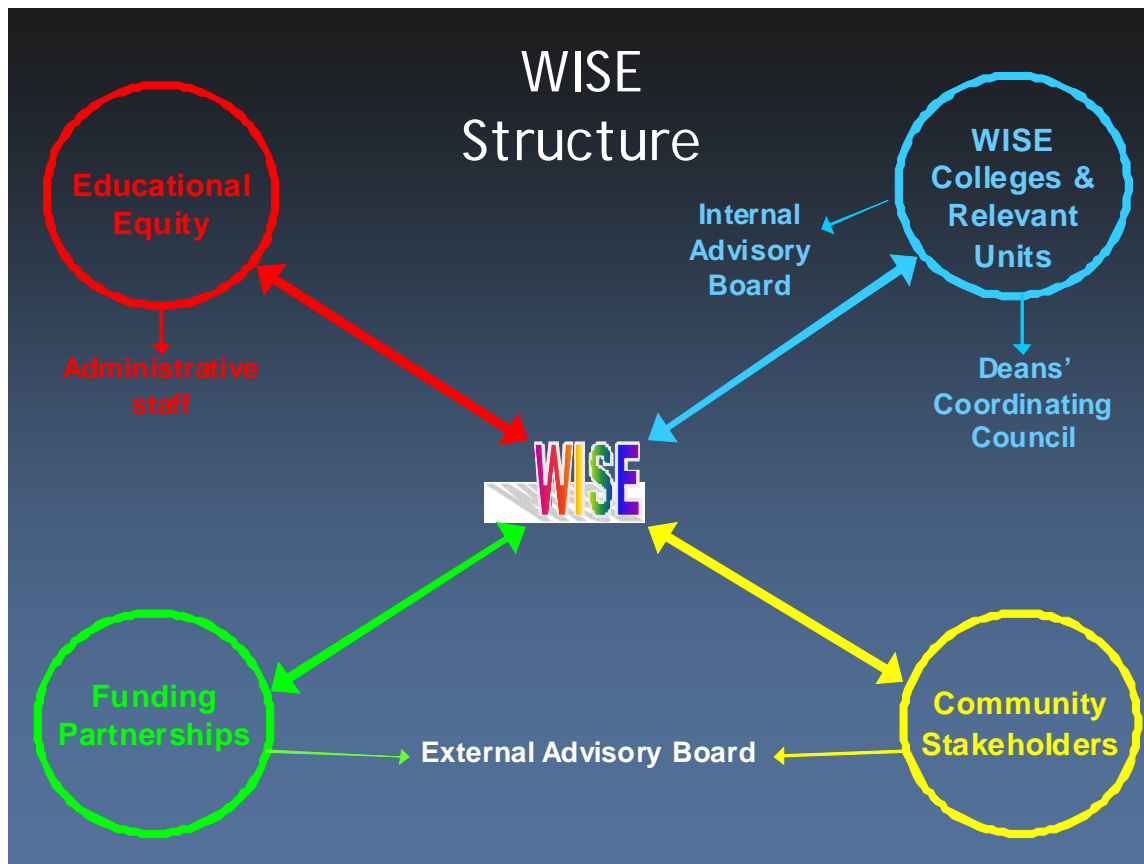 WISE
Structure
Educational
Equity
Administrative
staff
WISE
Colleges &
Relevant
Units
Internal
Advisory
Board
Deans’
Coordinating
Council
WISE
Funding
Partnerships
External Advisory Board
Community
Stakeholders